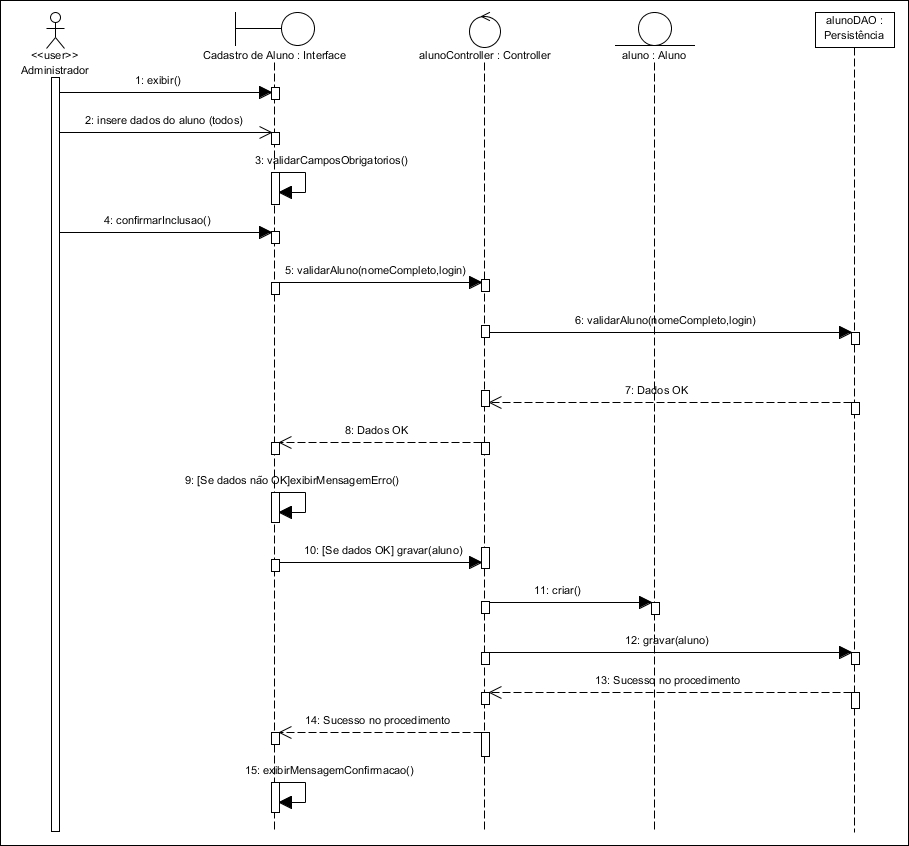 alunoDAO :
Persistência
<<user>>
Administrador
Cadastro de Aluno : Interface
alunoController : Controller
aluno : Aluno
1: exibir()
2: insere dados do aluno (todos)
3: validarCamposObrigatorios()
4: confirmarInclusao()
5: validarAluno(nomeCompleto,login)
6: validarAluno(nomeCompleto,login)
7: Dados OK
8: Dados OK
9: [Se dados não OK]exibirMensagemErro()
10: [Se dados OK] gravar(aluno)
11: criar()
12: gravar(aluno)
13: Sucesso no procedimento
14: Sucesso no procedimento
15: exibirMensagemConfirmacao()